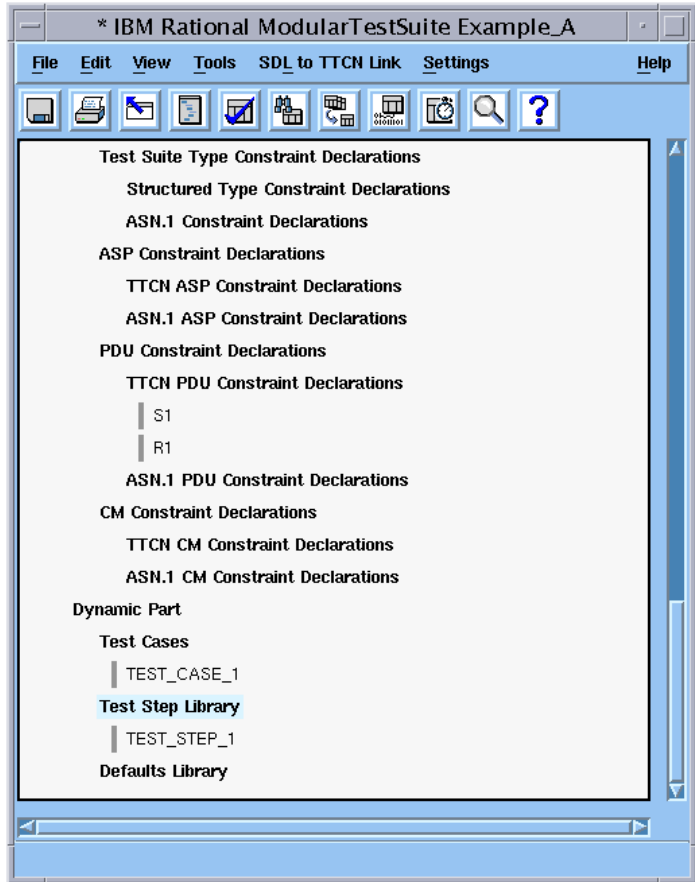 * IBM Rational ModularTestSuite Example_A
File Edit View Tools SDL to TTCN Link Settings Help
?
Test Suite Type Constraint Declarations
Structured Type Constraint Declarations
ASN.1 Constraint Declarations
ASP Constraint Declarations
TTCN ASP Constraint Declarations
ASN.1 ASP Constraint Declarations
PDU Constraint Declarations
TTCN PDU Constraint Declarations
S1
R1
ASN.1 PDU Constraint Declarations
CM Constraint Declarations
TTCN CM Constraint Declarations
ASN.1 CM Constraint Declarations
Dynamic Part
Test Cases
TEST_CASE_1
Test Step Library
TEST_STEP_1
Defaults Library